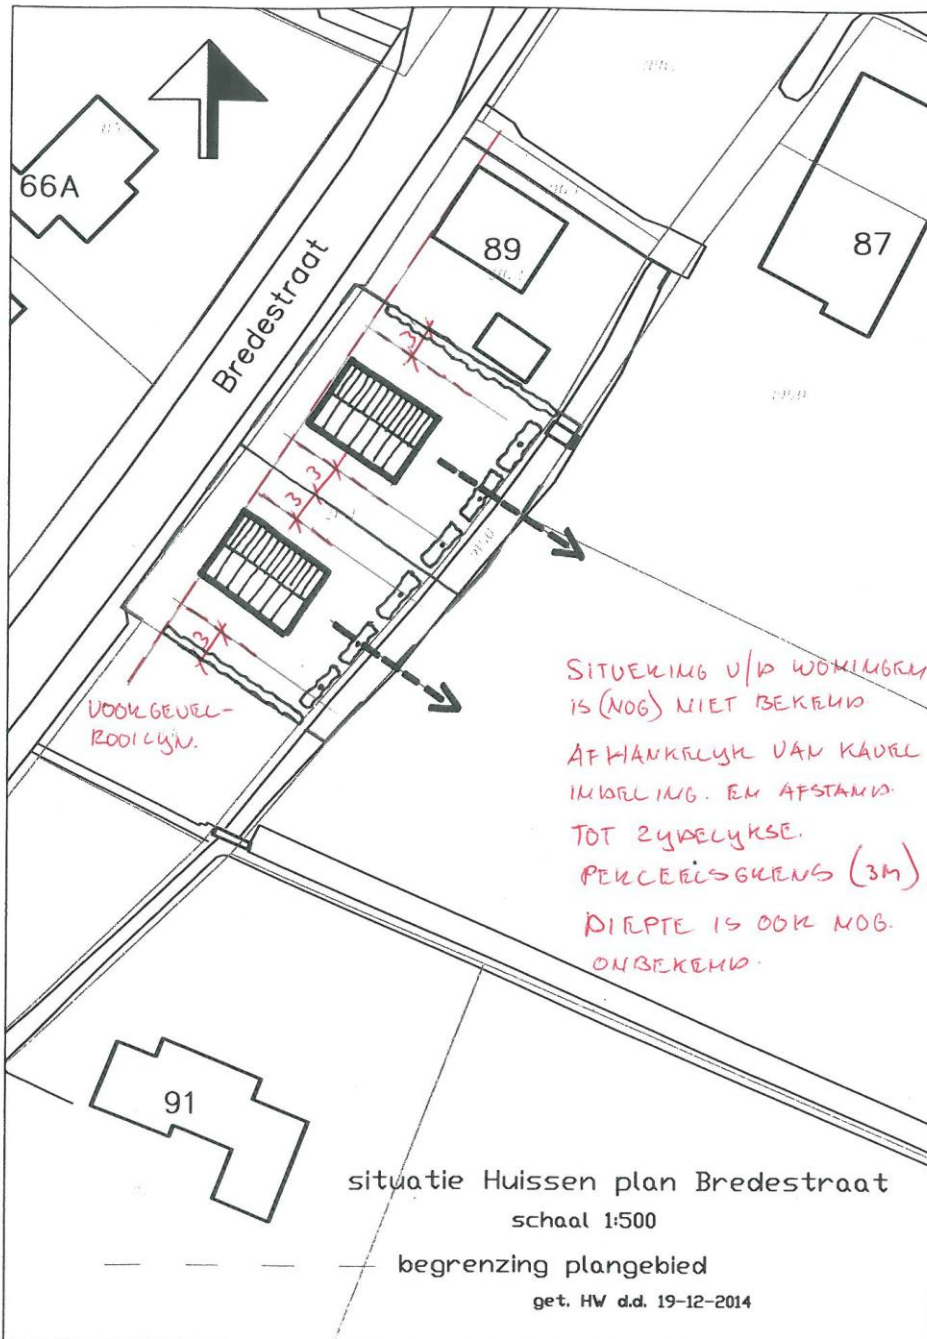 66A
Bredestraat
89
87
3
3
3
3
VOORGEVEL-
ROOILIJN.
SITUERING V/D WONINGEN
IS (NOG) NIET BEKEND
AFHANKELIJK VAN KAVEL
INDELING. EN AFSTAND.
TOT ZIJDELIJKSE.
PERCEELSGRENS (3M)
DIEPTE IS OOK NOG.
ONBEKEND.
91
situatie Huissen plan Bredestraat
schaal 1:500
begrenzing plangebied
get. HW d.d. 19-12-2014